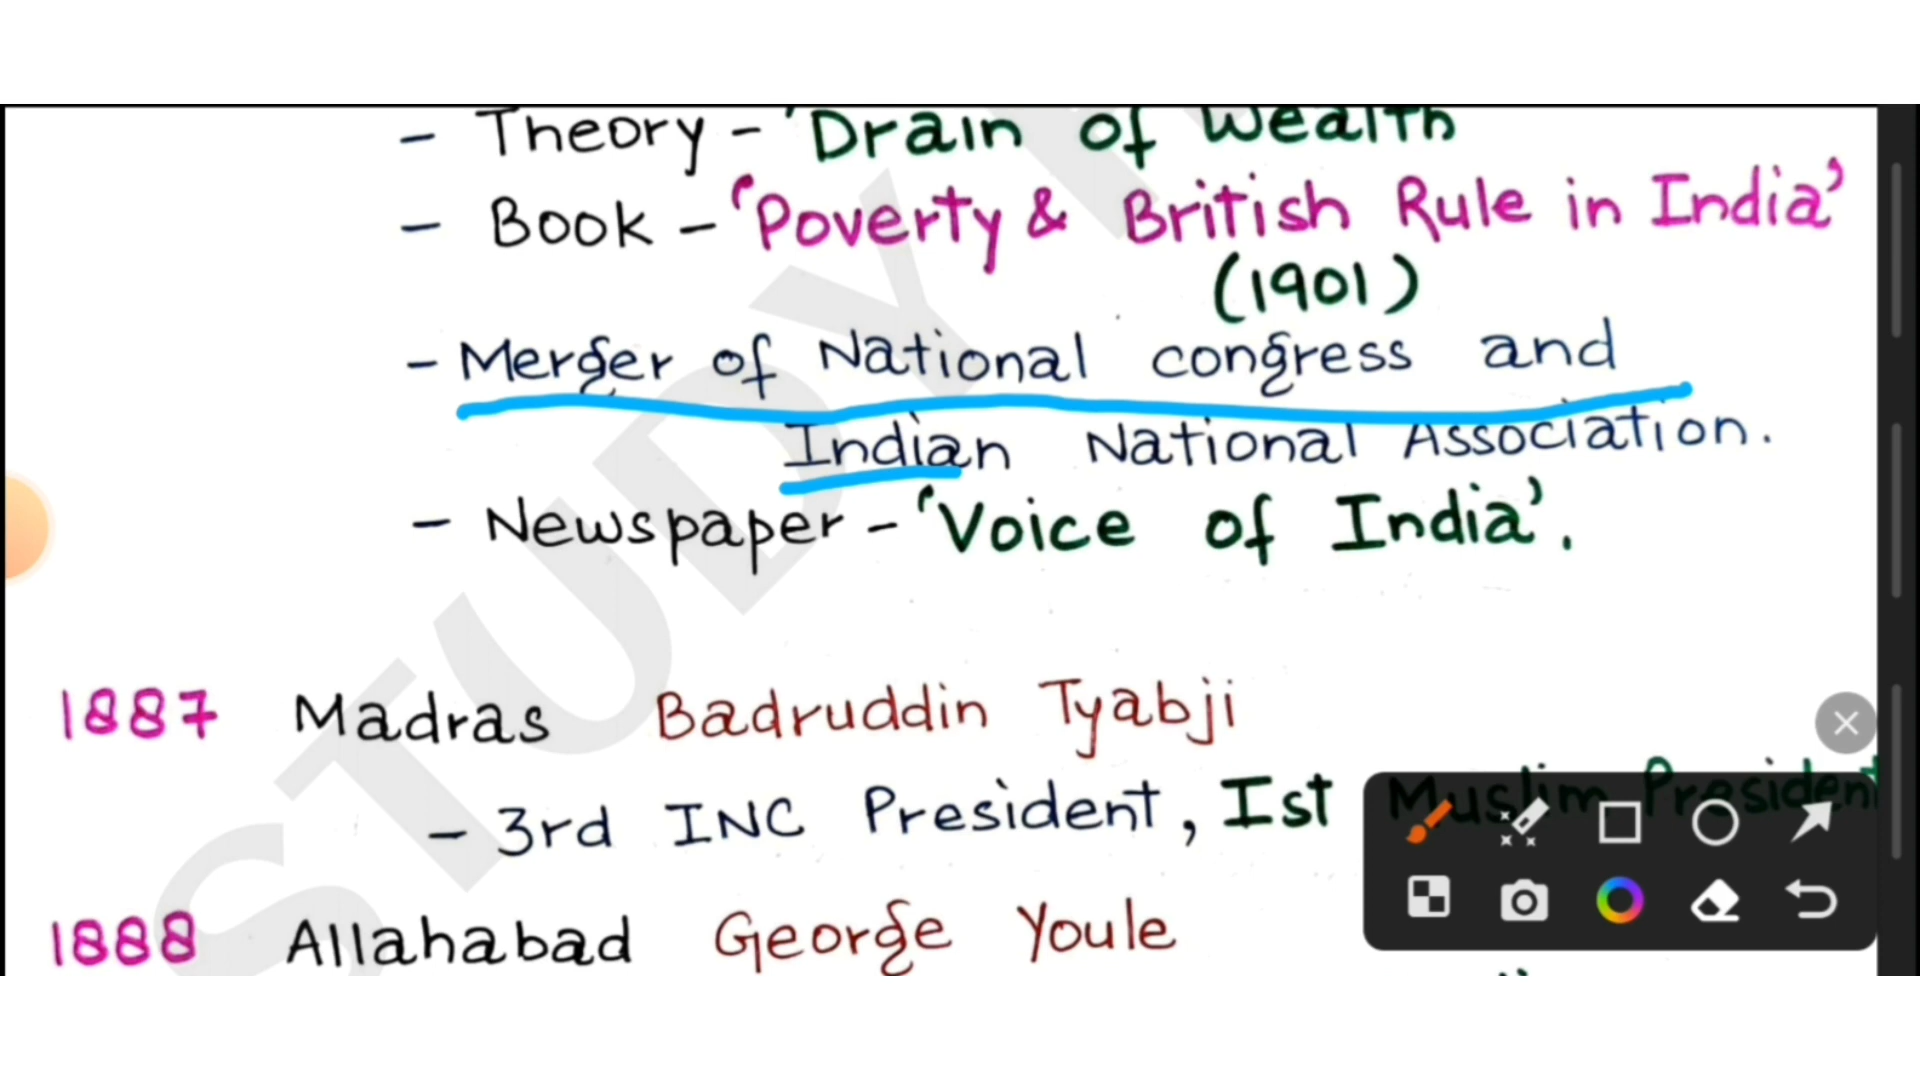 - Theory - 'Drain of Wealth
- Book - 'Poverty & British Rule in India'
(1901)
- Merger of National congress and
Indian National Association.
- Newspaper - 'Voice of India'.
1887 Madras Badruddin Tyabji
- 3rd INC President, Ist Muslim President
1888 Allahabad George Youle
STUDY